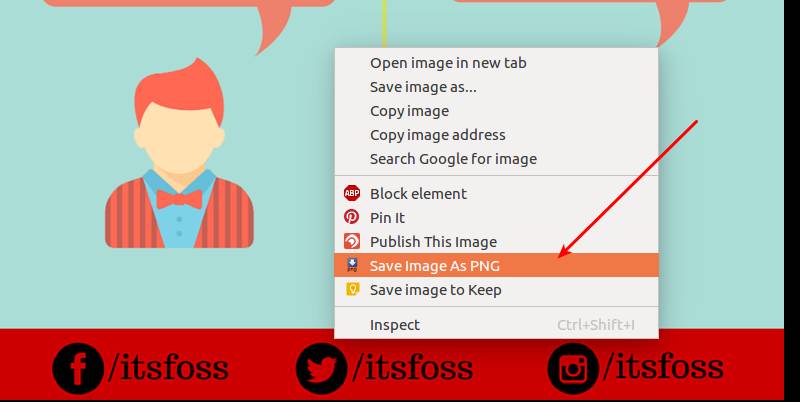 Open image in new tab
Save image as...
Copy image
Copy image address
Search Google for image
ABP Block element
Pin It
Publish This Image
Save Image As PNG
Save image to Keep
Inspect Ctrl+Shift+I
/itsfoss /itsfoss /itsfoss